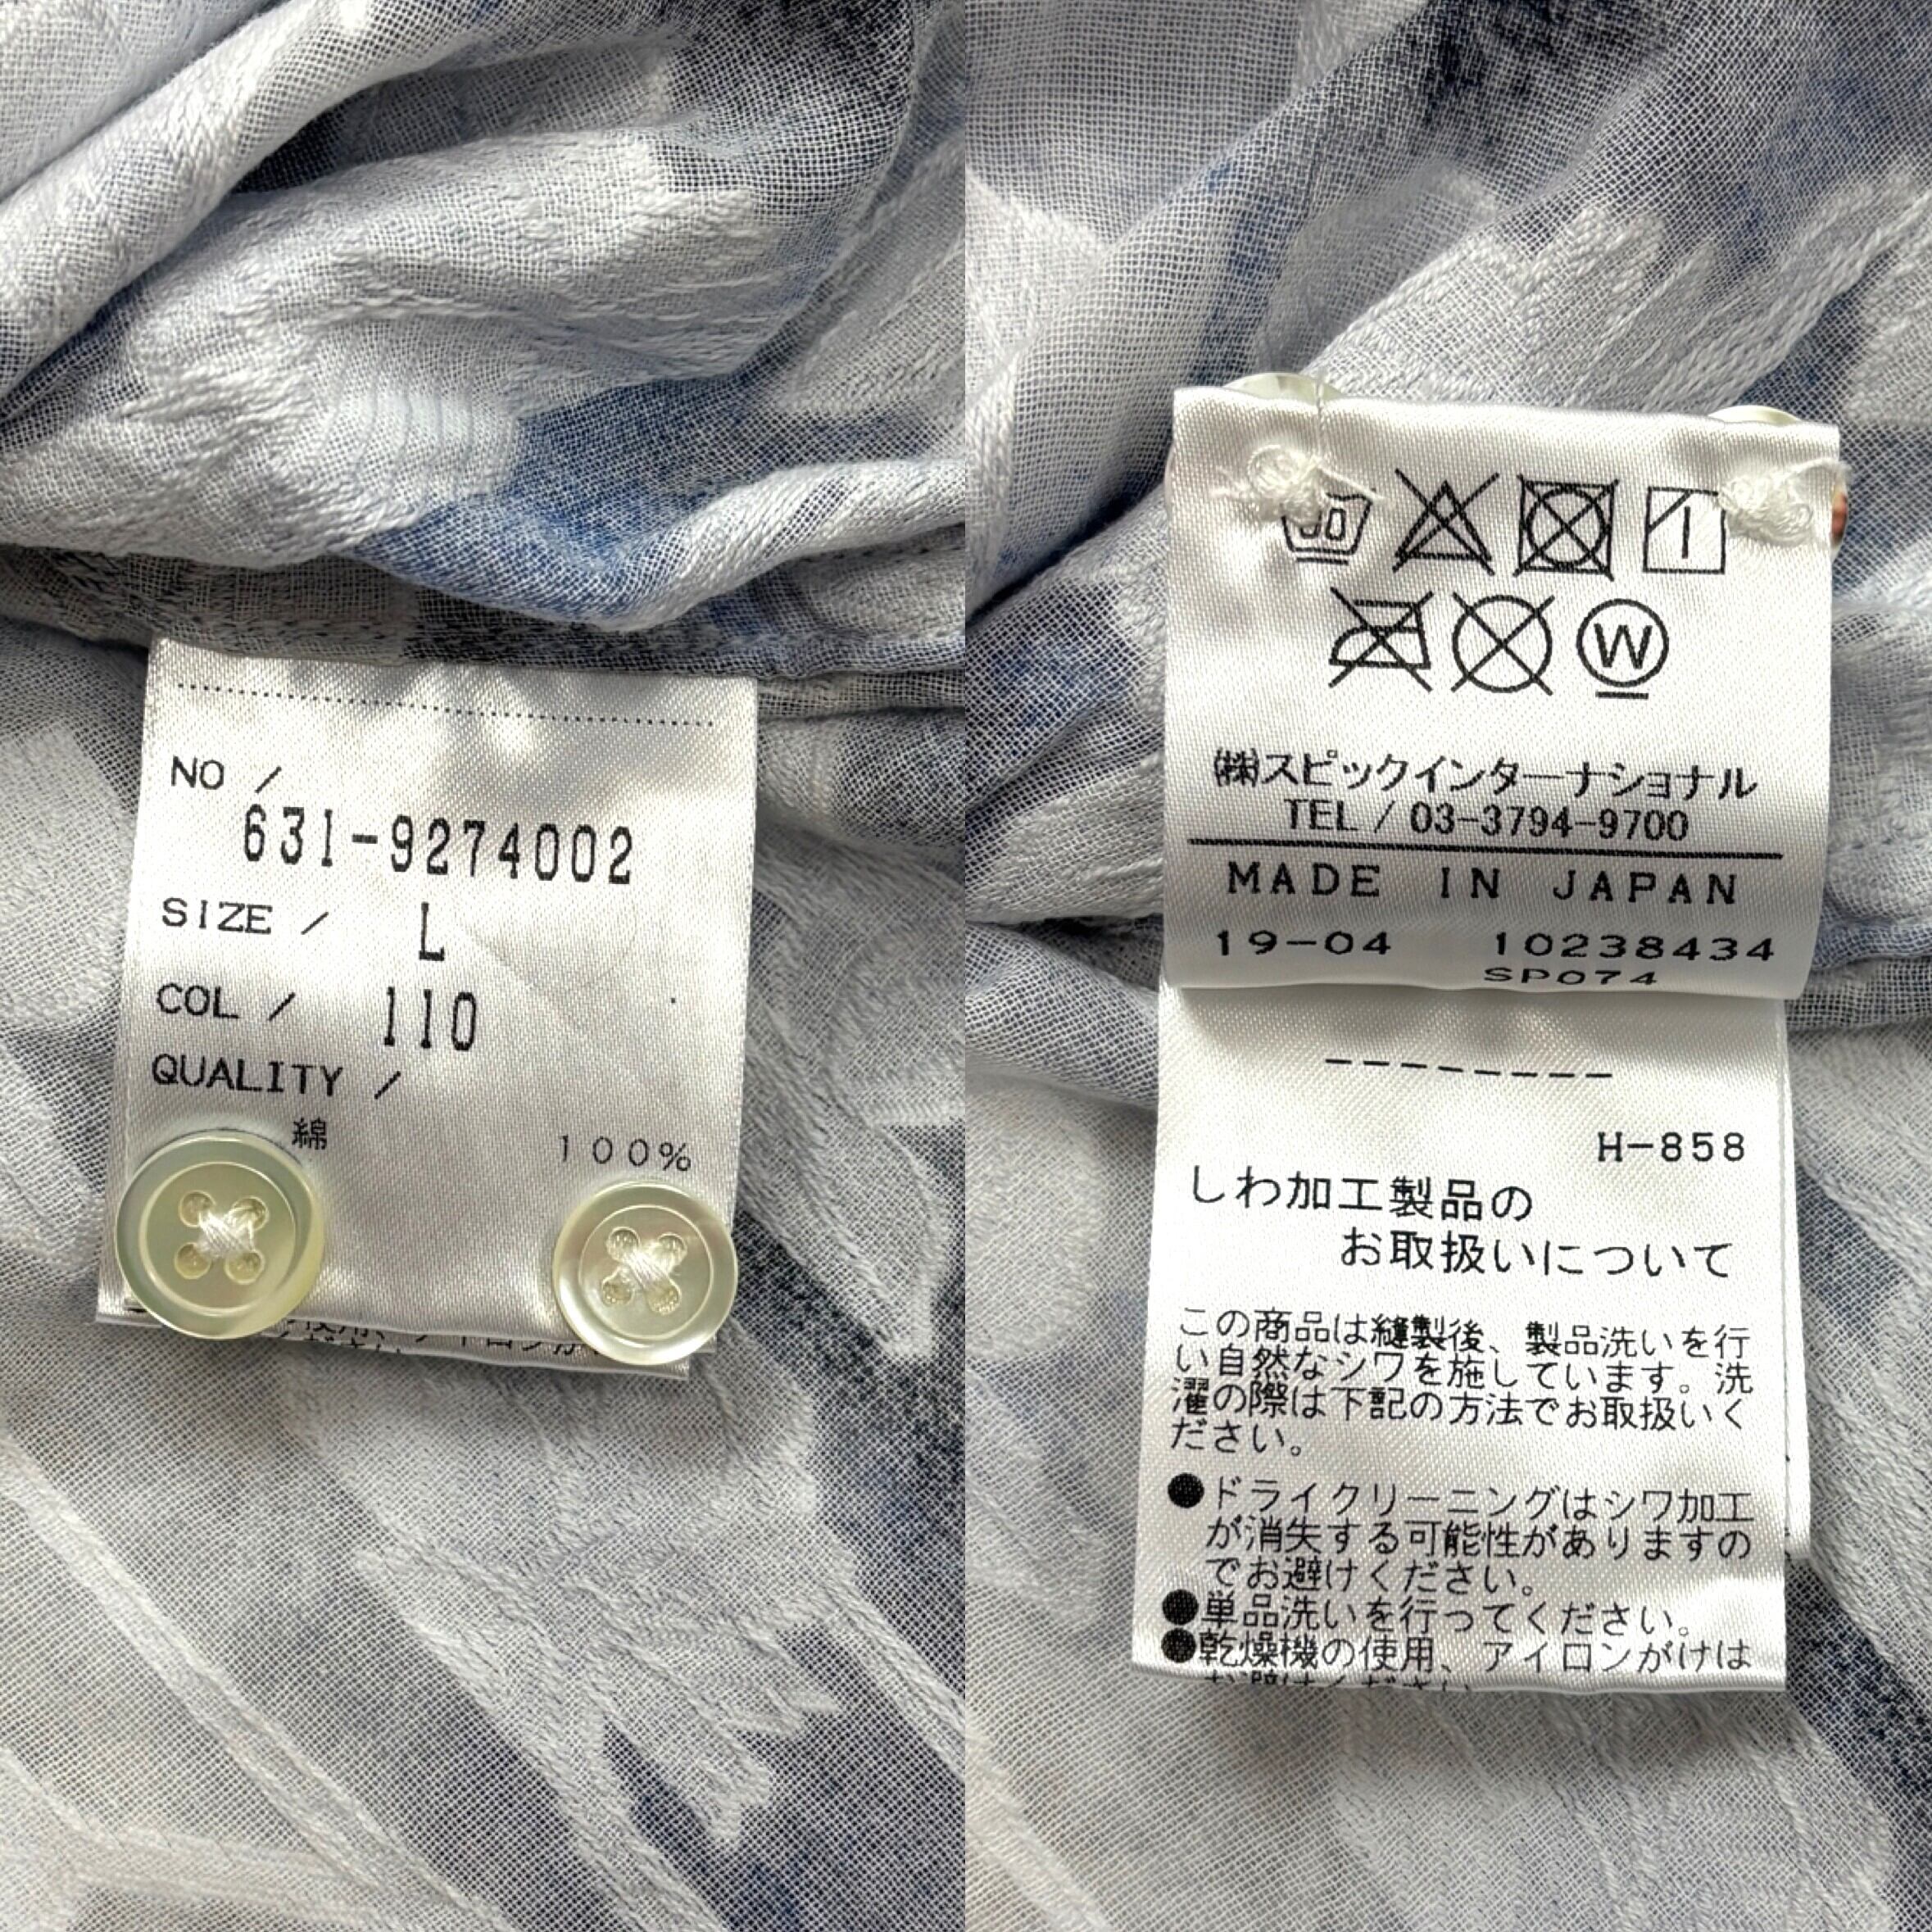 NO /
631-9274002
SIZE / L
COL / 110
QUALITY /
綿 100%
30
W
㈱スピックインターナショナル
TEL / 03-3794-9700
MADE IN JAPAN
19-04 10238434
SP074
H-858
しわ加工製品の
お取扱いについて
この商品は縫製後、製品洗いを行
い自然なシワを施しています。洗
濯の際は下記の方法でお取扱いく
ださい。
●ドライクリーニングはシワ加工
が消失する可能性がありますの
でお避けください。
●単品洗いを行ってください。
●乾燥機の使用、アイロンがけは
お避けください。